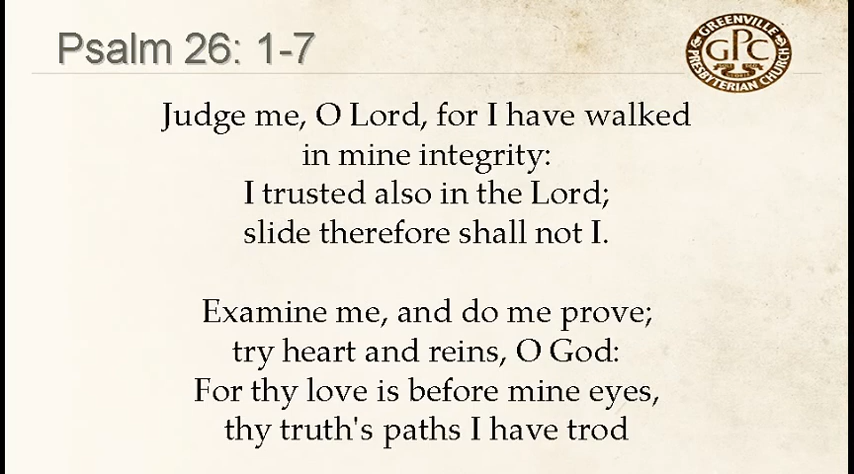 Psalm 26: 1-7
GREENVILLE
GPC
PRESBYTERIAN CHURCH
Judge me, O Lord, for I have walked
in mine integrity:
I trusted also in the Lord;
slide therefore shall not I.
Examine me, and do me prove;
try heart and reins, O God:
For thy love is before mine eyes,
thy truth's paths I have trod